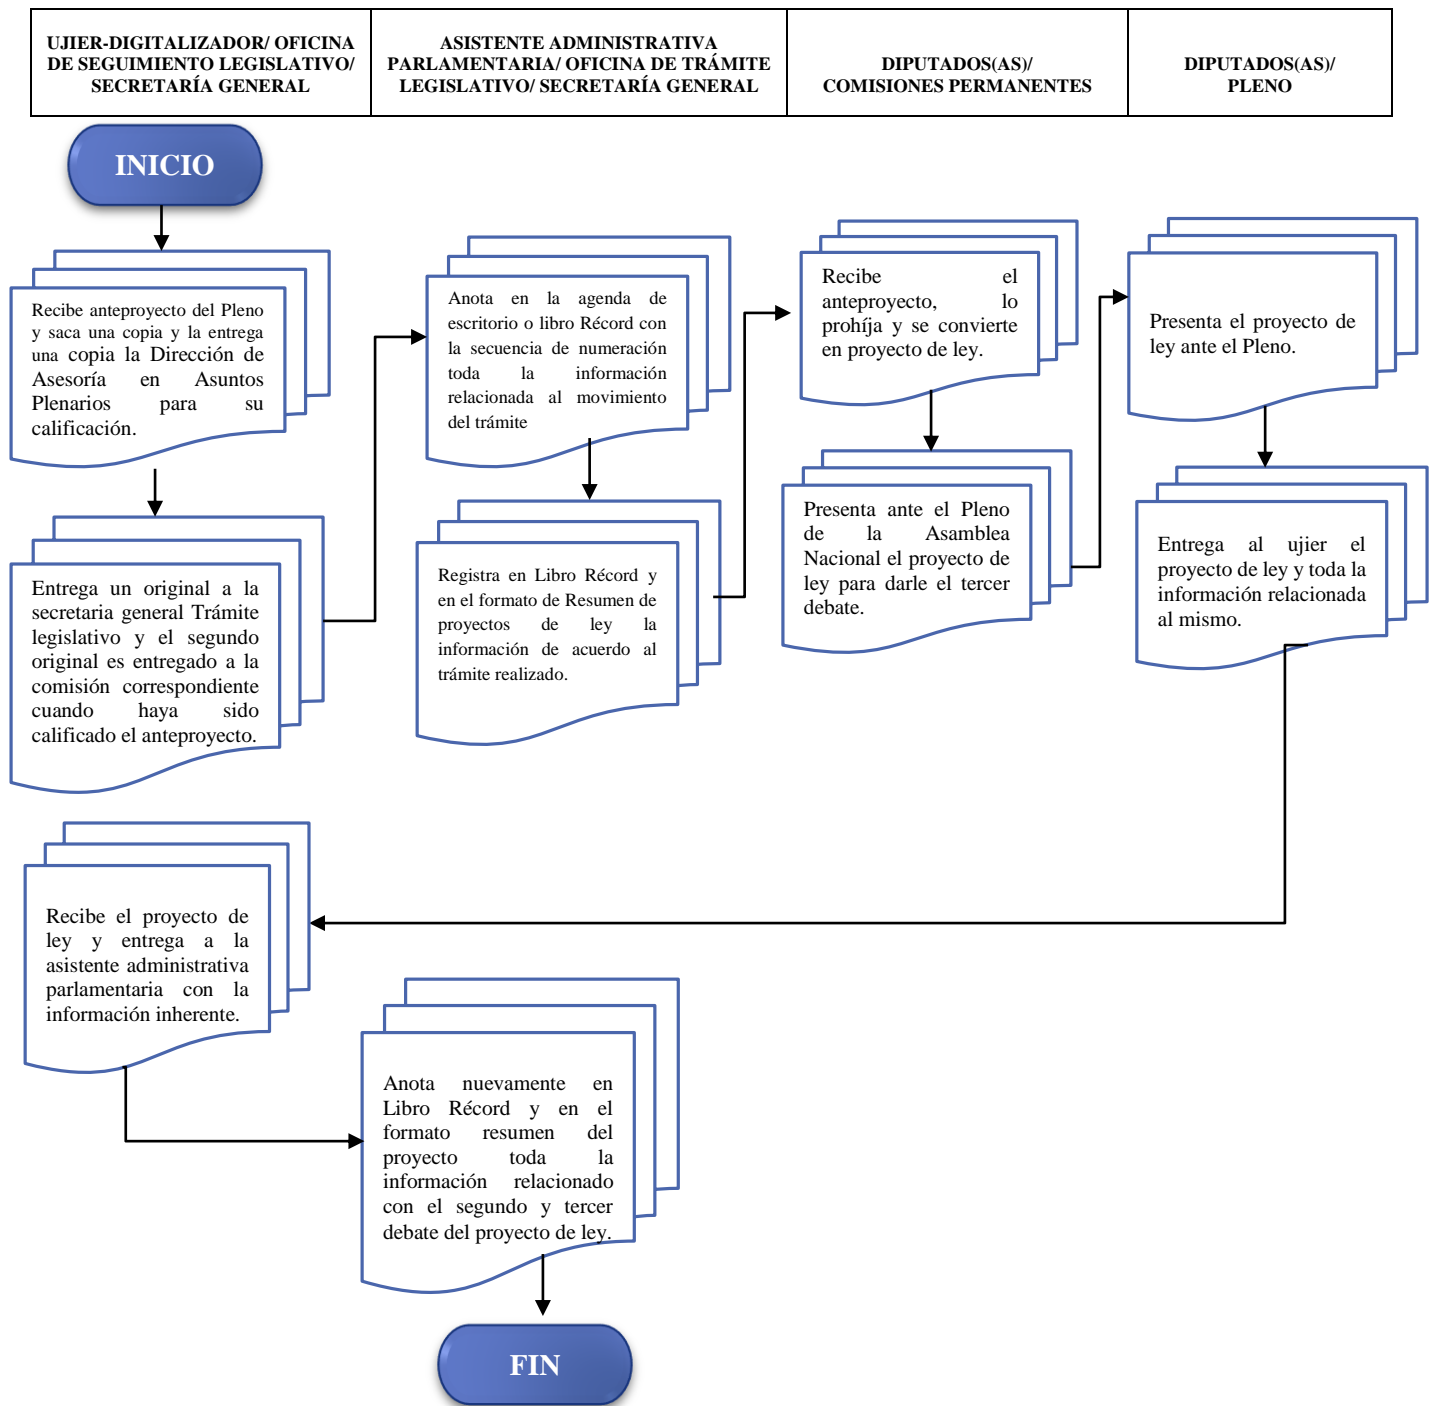 UJIER-DIGITALIZADOR/ OFICINA
DE SEGUIMIENTO LEGISLATIVO/
SECRETARÍA GENERAL
ASISTENTE ADMINISTRATIVA
PARLAMENTARIA/ OFICINA DE TRÁMITE
LEGISLATIVO/ SECRETARÍA GENERAL
DIPUTADOS(AS)/
COMISIONES PERMANENTES
DIPUTADOS(AS)/
PLENO
INICIO
Recibe anteproyecto del Pleno
y saca una copia y la entrega
una copia la Dirección de
Asesoría en Asuntos
Plenarios para su
calificación.
Entrega un original a la
secretaria general Trámite
legislativo y el segundo
original es entregado a la
comisión correspondiente
cuando haya sido
calificado el anteproyecto.
Anota en la agenda de
escritorio o libro Récord con
la secuencia de numeración
toda la información
relacionada al movimiento
del trámite
Registra en Libro Récord y
en el formato de Resumen de
proyectos de ley la
información de acuerdo al
trámite realizado.
Recibe el
anteproyecto, lo
prohíja y se convierte
en proyecto de ley.
Presenta ante el Pleno
de la Asamblea
Nacional el proyecto de
ley para darle el tercer
debate.
Presenta el proyecto de
ley ante el Pleno.
Entrega al ujier el
proyecto de ley y toda la
información relacionada
al mismo.
Recibe el proyecto de
ley y entrega a la
asistente administrativa
parlamentaria con la
información inherente.
Anota nuevamente en
Libro Récord y en el
formato resumen del
proyecto toda la
información relacionado
con el segundo y tercer
debate del proyecto de ley.
FIN